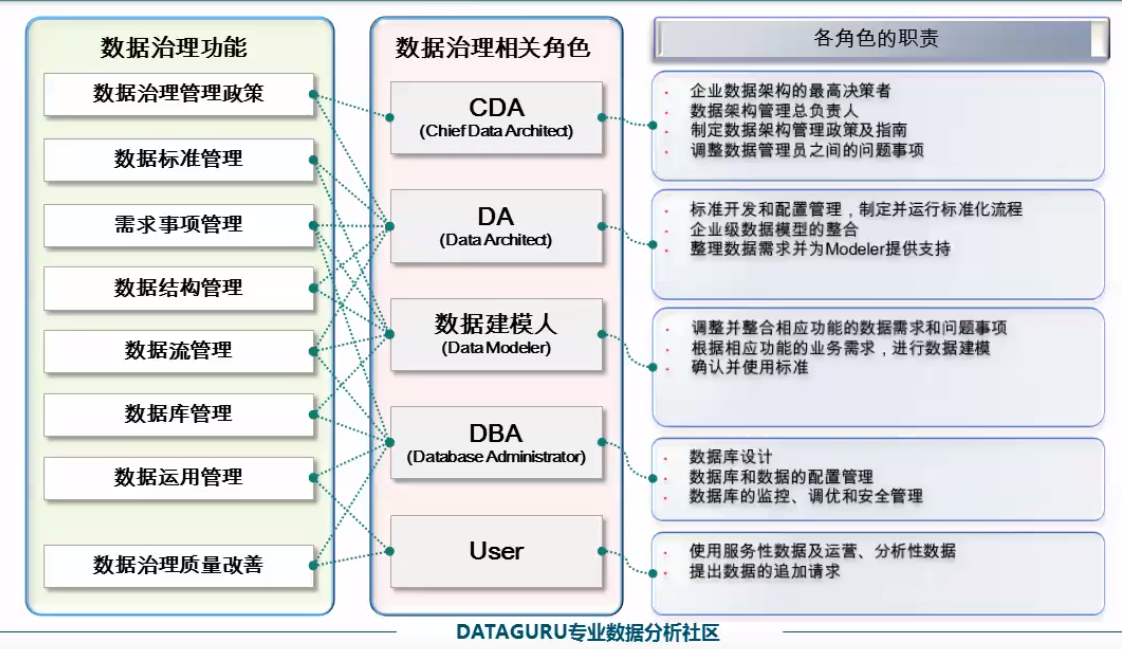 数据治理功能
数据治理管理政策
数据标准管理
需求事项管理
数据结构管理
数据流管理
数据库管理
数据运用管理
数据治理质量改善
数据治理相关角色
CDA
(Chief Data Architect)
DA
(Data Architect)
数据建模人
(Data Modeler)
DBA
(Database Administrator)
User
各角色的职责
企业数据架构的最高决策者
数据架构管理总负责人
制定数据架构管理政策及指南
调整数据管理员之间的问题事项
标准开发和配置管理，制定并运行标准化流程
企业级数据模型的整合
整理数据需求并为Modeler提供支持
调整并整合相应功能的数据需求和问题事项
根据相应功能的业务需求，进行数据建模
确认并使用标准
数据库设计
数据库和数据的配置管理
数据库的监控、调优和安全管理
使用服务性数据及运营、分析性数据
提出数据的追加请求
DATAGURU专业数据分析社区